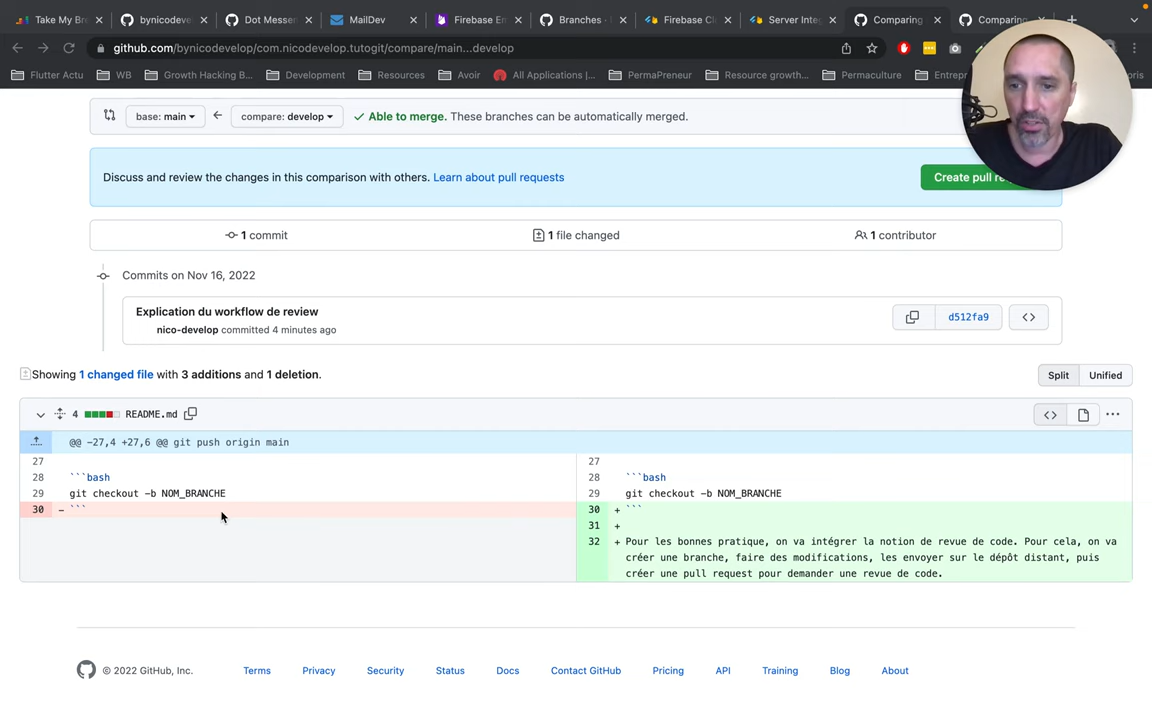 Take My Bre
bynicodeve
Dot Messen
MailDev
Firebase Em
Branches ·
Firebase Cl
Server Inte
Comparing
Comparing
github.com/bynicodevelop/com.nicodevelop.tutogit/compare/main...develop
Flutter Actu
WB
Growth Hacking B...
Development
Resources
Avoir
All Applications |...
PermaPreneur
Resource growth...
Permaculture
Entrep
base: main
compare: develop
Able to merge. These branches can be automatically merged.
Discuss and review the changes in this comparison with others. Learn about pull requests
Create pull
1 commit
1 file changed
1 contributor
Commits on Nov 16, 2022
Explication du workflow de review
nico-develop committed 4 minutes ago
d512fa9
Showing 1 changed file with 3 additions and 1 deletion.
Split
Unified
4
README.md
@@ -27,4 +27,6 @@ git push origin main
27
27
28 ```bash
28 ```bash
29 git checkout -b NOM_BRANCHE
29 git checkout -b NOM_BRANCHE
30 - ```
30 + ```
31 +
32 + Pour les bonnes pratique, on va intégrer la notion de revue de code. Pour cela, on va
créer une branche, faire des modifications, les envoyer sur le dépôt distant, puis
créer une pull request pour demander une revue de code.
© 2022 GitHub, Inc.
Terms
Privacy
Security
Status
Docs
Contact GitHub
Pricing
API
Training
Blog
About